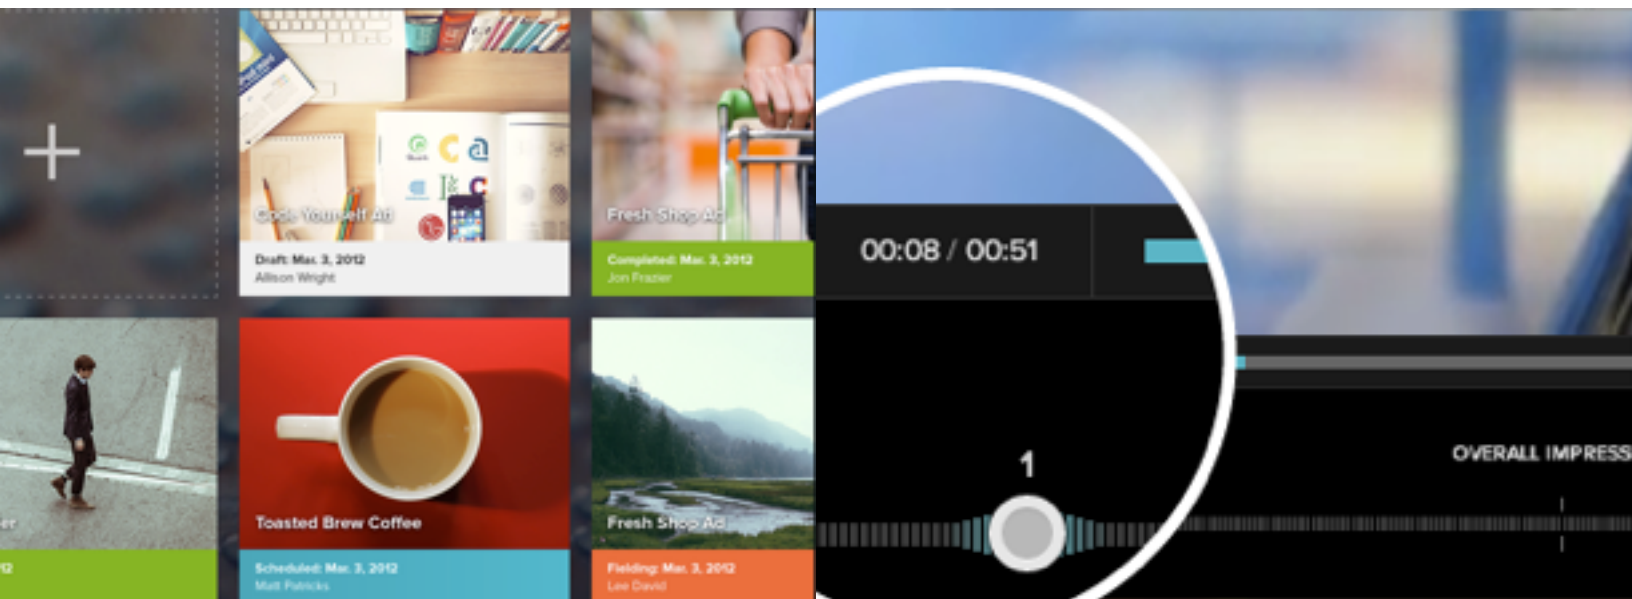 Code Yourself Ad
Draft: Mar. 3, 2012
Allison Wright
Fresh Shop Ad
Completed: Mar. 3, 2012
Jon Frazier
er
12
Toasted Brew Coffee
Scheduled: Mar. 3, 2012
Matt Patricks
Fresh Shop Ad
Fielding: Mar. 3, 2012
Lee David
00:08 / 00:51
1
OVERALL IMPRESS